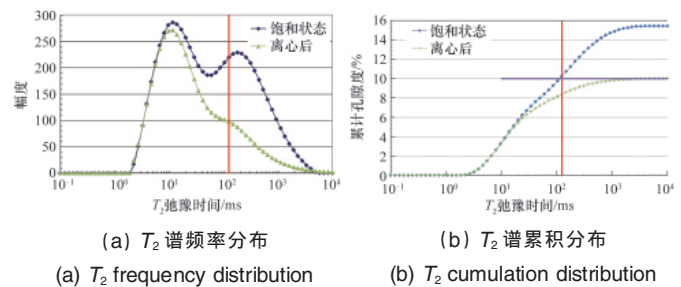 300
250
200
150
100
50
0
幅度
饱和状态
离心后
10⁻¹ 10⁰ 10¹ 10² 10³ 10⁴
T₂弛豫时间/ms
(a) T₂ 谱频率分布
(a) T₂ frequency distribution
16
14
12
10
8
6
4
2
0
累计孔隙度/%
饱和状态
离心后
10⁻¹ 10⁰ 10¹ 10² 10³ 10⁴
T₂弛豫时间/ms
(b) T₂ 谱累积分布
(b) T₂ cumulation distribution